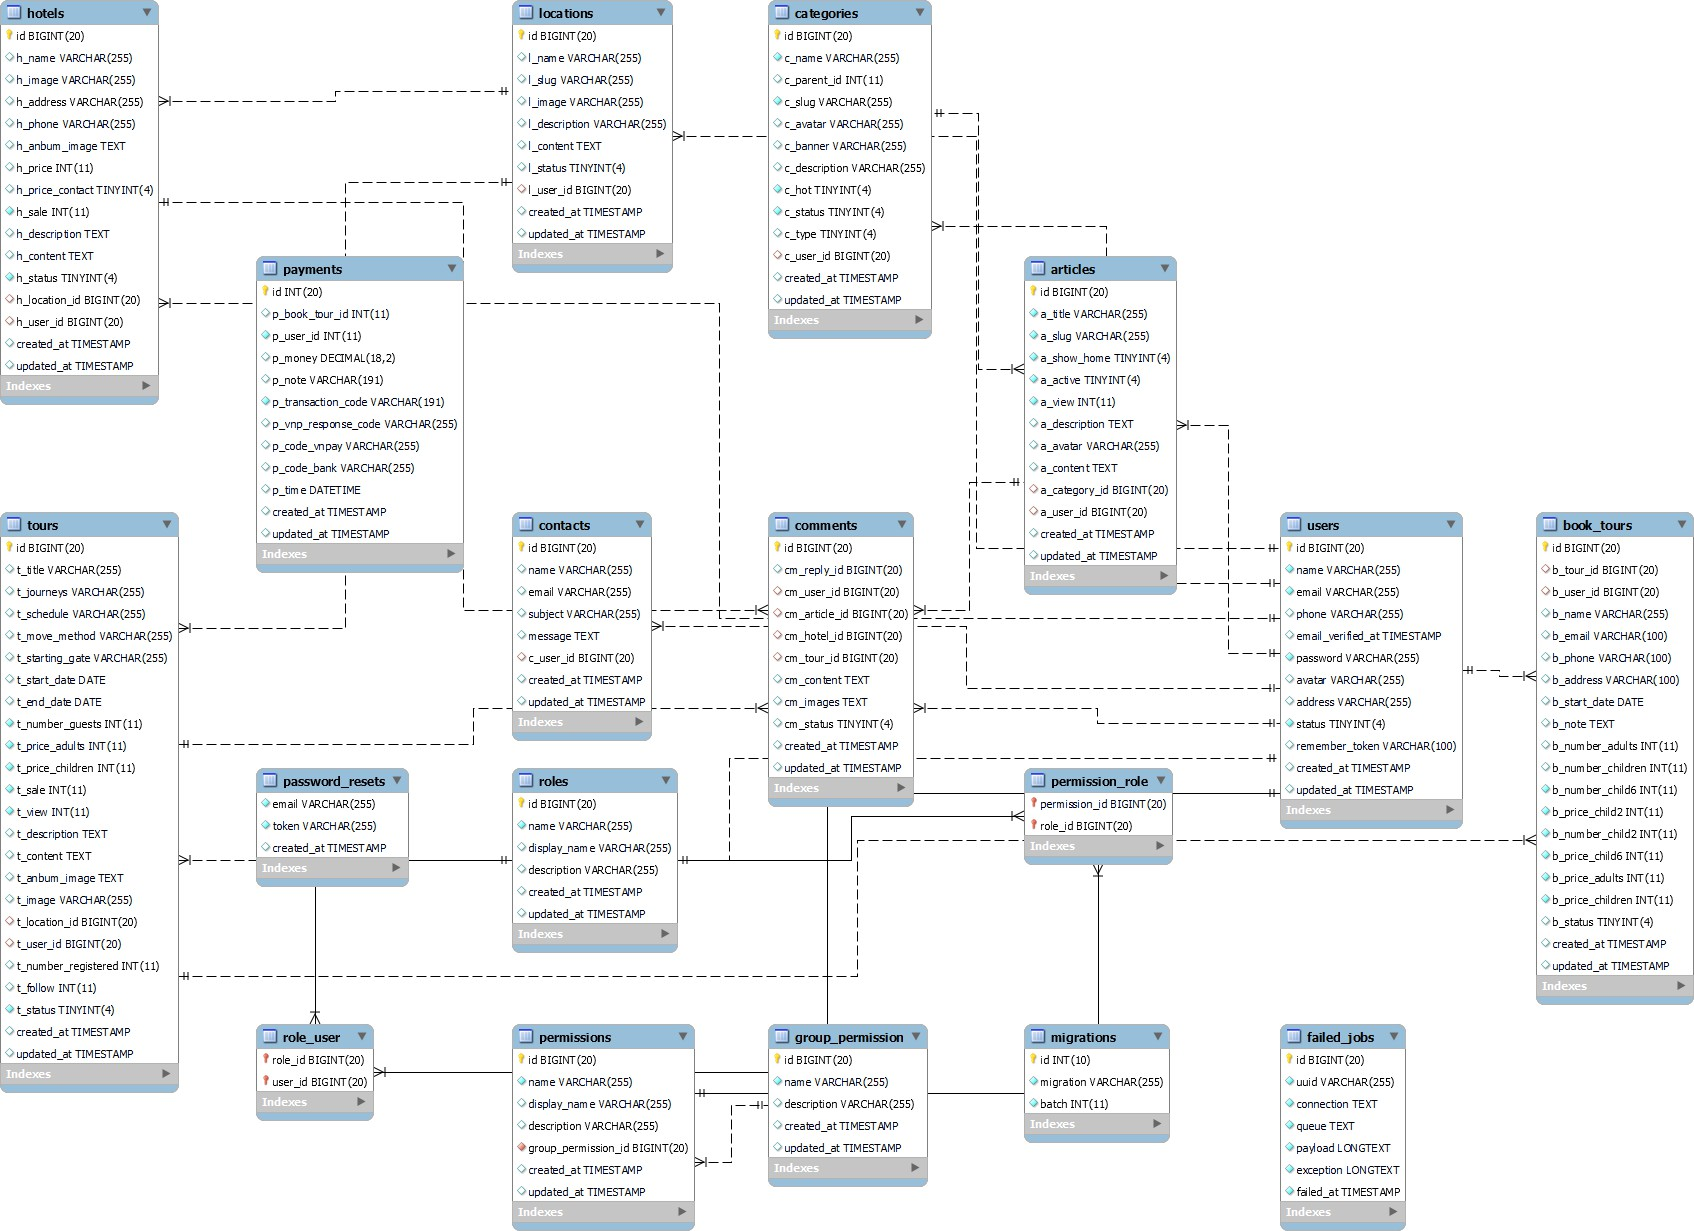 hotels
id BIGINT(20)
h_name VARCHAR(255)
h_image VARCHAR(255)
h_address VARCHAR(255)
h_phone VARCHAR(255)
h_anbum_image TEXT
h_price INT(11)
h_price_contact TINYINT(4)
h_sale INT(11)
h_description TEXT
h_content TEXT
h_status TINYINT(4)
h_location_id BIGINT(20)
h_user_id BIGINT(20)
created_at TIMESTAMP
updated_at TIMESTAMP
Indexes
locations
id BIGINT(20)
l_name VARCHAR(255)
l_slug VARCHAR(255)
l_image VARCHAR(255)
l_description VARCHAR(255)
l_content TEXT
l_status TINYINT(4)
l_user_id BIGINT(20)
created_at TIMESTAMP
updated_at TIMESTAMP
Indexes
categories
id BIGINT(20)
c_name VARCHAR(255)
c_parent_id INT(11)
c_slug VARCHAR(255)
c_avatar VARCHAR(255)
c_banner VARCHAR(255)
c_description VARCHAR(255)
c_hot TINYINT(4)
c_status TINYINT(4)
c_type TINYINT(4)
c_user_id BIGINT(20)
created_at TIMESTAMP
updated_at TIMESTAMP
Indexes
payments
id INT(20)
p_book_tour_id INT(11)
p_user_id INT(11)
p_money DECIMAL(18,2)
p_note VARCHAR(191)
p_transaction_code VARCHAR(191)
p_vnp_response_code VARCHAR(255)
p_code_vnpay VARCHAR(255)
p_code_bank VARCHAR(255)
p_time DATETIME
created_at TIMESTAMP
updated_at TIMESTAMP
Indexes
articles
id BIGINT(20)
a_title VARCHAR(255)
a_slug VARCHAR(255)
a_show_home TINYINT(4)
a_active TINYINT(4)
a_view INT(11)
a_description TEXT
a_avatar VARCHAR(255)
a_content TEXT
a_category_id BIGINT(20)
a_user_id BIGINT(20)
created_at TIMESTAMP
updated_at TIMESTAMP
Indexes
tours
id BIGINT(20)
t_title VARCHAR(255)
t_journeys VARCHAR(255)
t_schedule VARCHAR(255)
t_move_method VARCHAR(255)
t_starting_gate VARCHAR(255)
t_start_date DATE
t_end_date DATE
t_number_guests INT(11)
t_price_adults INT(11)
t_price_children INT(11)
t_sale INT(11)
t_view INT(11)
t_description TEXT
t_content TEXT
t_anbum_image TEXT
t_image VARCHAR(255)
t_location_id BIGINT(20)
t_user_id BIGINT(20)
t_number_registered INT(11)
t_follow INT(11)
t_status TINYINT(4)
created_at TIMESTAMP
updated_at TIMESTAMP
Indexes
contacts
id BIGINT(20)
name VARCHAR(255)
email VARCHAR(255)
subject VARCHAR(255)
message TEXT
c_user_id BIGINT(20)
created_at TIMESTAMP
updated_at TIMESTAMP
Indexes
comments
id BIGINT(20)
cm_reply_id BIGINT(20)
cm_user_id BIGINT(20)
cm_article_id BIGINT(20)
cm_hotel_id BIGINT(20)
cm_tour_id BIGINT(20)
cm_content TEXT
cm_images TEXT
cm_status TINYINT(4)
created_at TIMESTAMP
updated_at TIMESTAMP
Indexes
users
id BIGINT(20)
name VARCHAR(255)
email VARCHAR(255)
phone VARCHAR(255)
email_verified_at TIMESTAMP
password VARCHAR(255)
avatar VARCHAR(255)
address VARCHAR(255)
status TINYINT(4)
remember_token VARCHAR(100)
created_at TIMESTAMP
updated_at TIMESTAMP
Indexes
book_tours
id BIGINT(20)
b_tour_id BIGINT(20)
b_user_id BIGINT(20)
b_name VARCHAR(255)
b_email VARCHAR(100)
b_phone VARCHAR(100)
b_address VARCHAR(100)
b_start_date DATE
b_note TEXT
b_number_adults INT(11)
b_number_children INT(11)
b_number_child6 INT(11)
b_price_child2 INT(11)
b_number_child2 INT(11)
b_price_child6 INT(11)
b_price_adults INT(11)
b_price_children INT(11)
b_status TINYINT(4)
created_at TIMESTAMP
updated_at TIMESTAMP
Indexes
password_resets
email VARCHAR(255)
token VARCHAR(255)
created_at TIMESTAMP
Indexes
roles
id BIGINT(20)
name VARCHAR(255)
display_name VARCHAR(255)
description VARCHAR(255)
created_at TIMESTAMP
updated_at TIMESTAMP
Indexes
permission_role
permission_id BIGINT(20)
role_id BIGINT(20)
Indexes
role_user
role_id BIGINT(20)
user_id BIGINT(20)
Indexes
permissions
id BIGINT(20)
name VARCHAR(255)
display_name VARCHAR(255)
description VARCHAR(255)
group_permission_id BIGINT(20)
created_at TIMESTAMP
updated_at TIMESTAMP
Indexes
group_permission
id BIGINT(20)
name VARCHAR(255)
description VARCHAR(255)
created_at TIMESTAMP
updated_at TIMESTAMP
Indexes
migrations
id INT(10)
migration VARCHAR(255)
batch INT(11)
Indexes
failed_jobs
id BIGINT(20)
uuid VARCHAR(255)
connection TEXT
queue TEXT
payload LONGTEXT
exception LONGTEXT
failed_at TIMESTAMP
Indexes